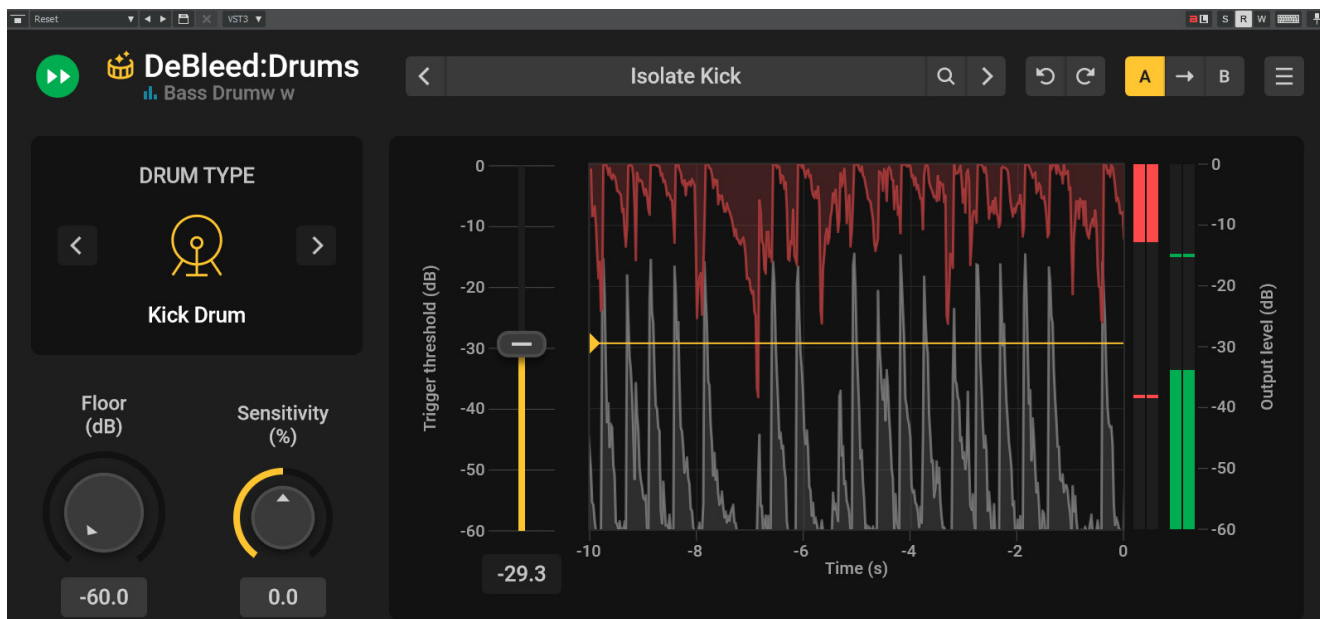 Reset
VST3
S R W
DeBleed:Drums
Bass Drumw w
Isolate Kick
A → B
DRUM TYPE
Kick Drum
Floor
(dB)
-60.0
Sensitivity
(%)
0.0
Trigger threshold (dB)
0
-10
-20
-30
-40
-50
-60
-29.3
-10 -8 -6 -4 -2 0
Time (s)
0
-10
-20
-30
-40
-50
-60
Output level (dB)